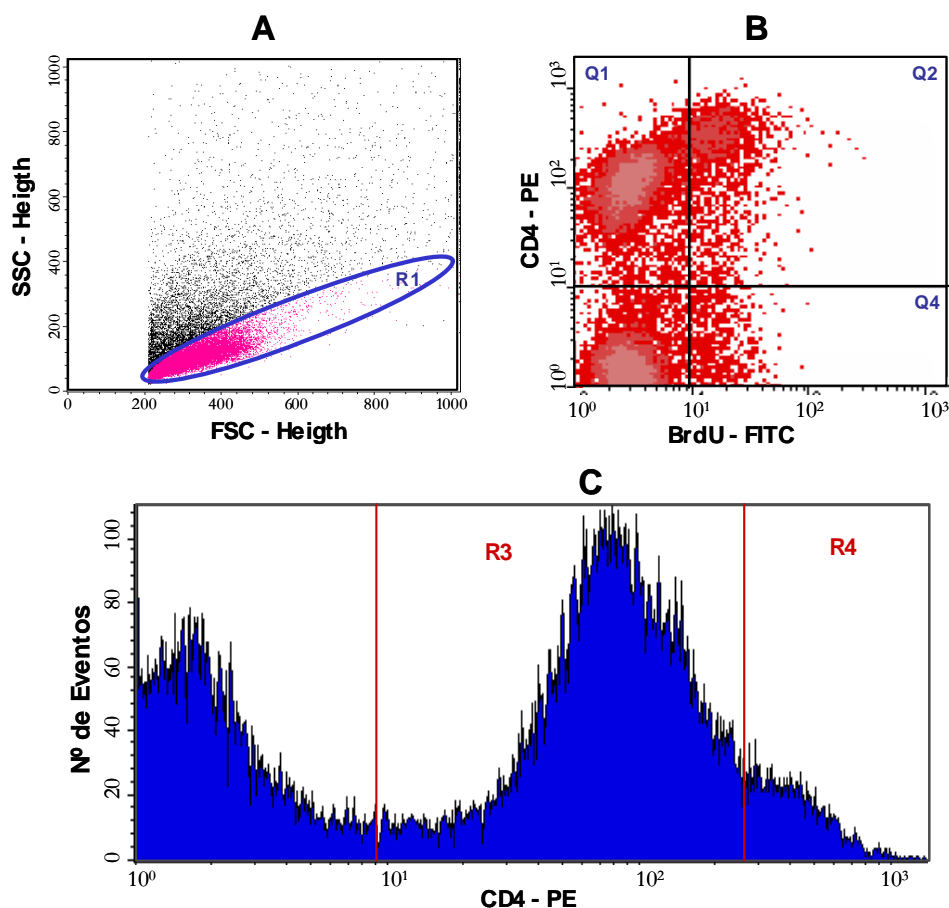 A
SSC - Heigth
1000
800
600
400
200
0
R1
0 200 400 600 800 1000
FSC - Heigth
B
CD4 - PE
10³
10²
10¹
10⁰
Q1 Q2
Q4
10⁰ 10¹ 10² 10³
BrdU - FITC
C
Nº de Eventos
100
80
60
40
20
0
R3 R4
10⁰ 10¹ 10² 10³
CD4 - PE